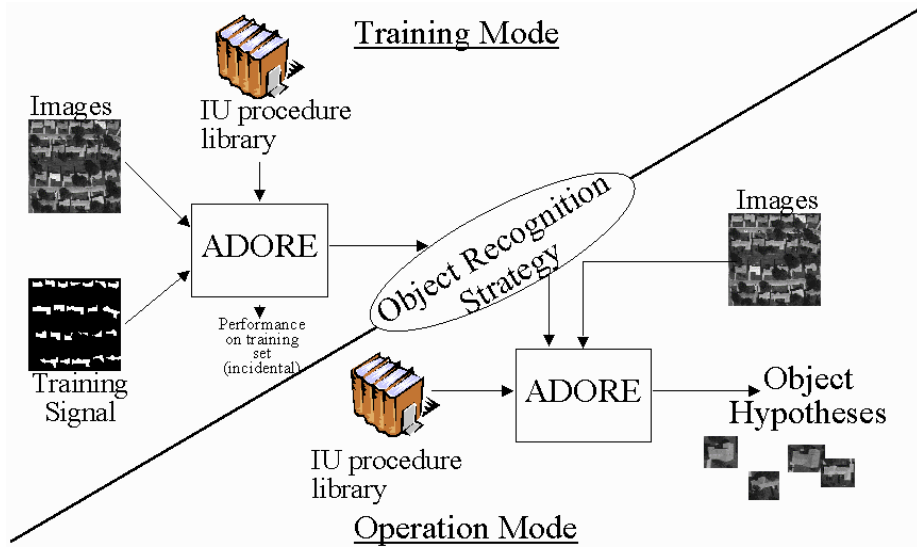 Training Mode
Images
IU procedure
library
ADORE
Training
Signal
Performance
on training
set
(incidental)
Object Recognition
Strategy
Images
IU procedure
library
ADORE
Object
Hypotheses
Operation Mode